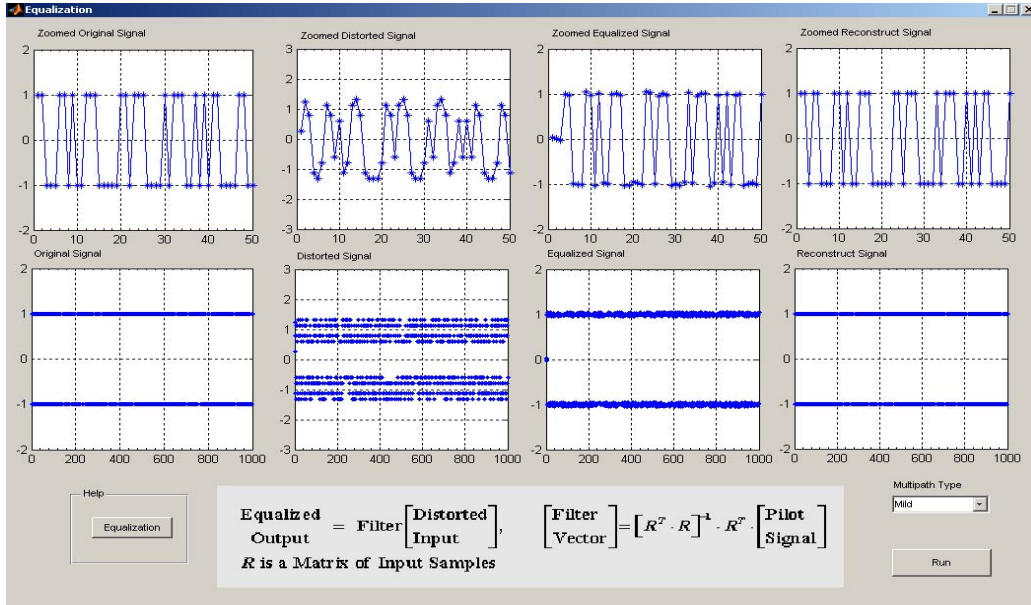 Equalization
Zoomed Original Signal
Zoomed Distorted Signal
Zoomed Equalized Signal
Zoomed Reconstruct Signal
2
1
0
-1
-2
0 10 20 30 40 50
3
2
1
0
-1
-2
-3
0 10 20 30 40 50
2
1
0
-1
-2
0 10 20 30 40 50
2
1
0
-1
-2
0 10 20 30 40 50
Original Signal
Distorted Signal
Equalized Signal
Reconstruct Signal
2
1
0
-1
-2
0 200 400 600 800 1000
3
2
1
0
-1
-2
-3
0 200 400 600 800 1000
2
1
0
-1
-2
0 200 400 600 800 1000
2
1
0
-1
-2
0 200 400 600 800 1000
Help
Equalization
Equalized Output = Filter [Distorted Input], [Filter Vector] = [R^T · R]^-1 · R^T · [Pilot Signal]
R is a Matrix of Input Samples
Multipath Type
Mild
Run